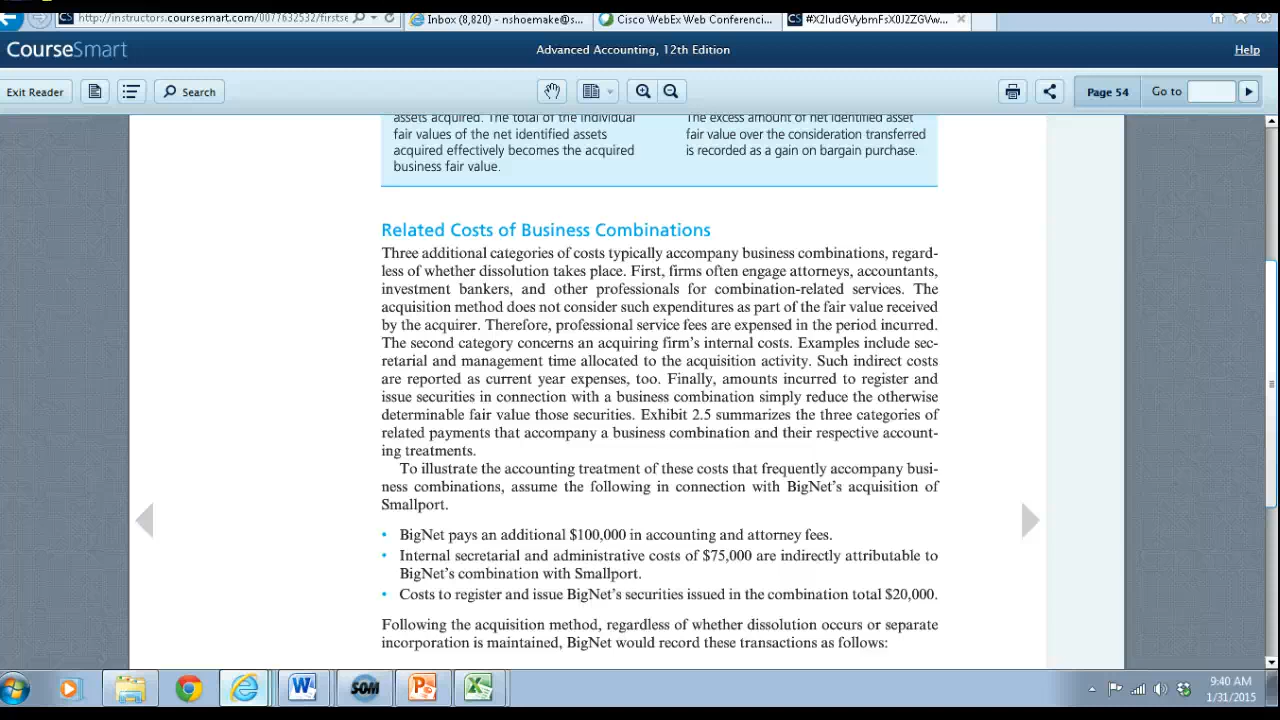 http://instructors.coursesmart.com/0077632532/firstse
Inbox (8,820) - nshoemake@s...
Cisco WebEx Web Conferenci...
CS #X2ludGVybmFsX0J2ZGVw...
CourseSmart
Advanced Accounting, 12th Edition
Help
Exit Reader
Search
Page 54
Go to
assets acquired. The total of the individual
fair values of the net identified assets
acquired effectively becomes the acquired
business fair value.
The excess amount of net identified asset
fair value over the consideration transferred
is recorded as a gain on bargain purchase.
Related Costs of Business Combinations
Three additional categories of costs typically accompany business combinations, regard-
less of whether dissolution takes place. First, firms often engage attorneys, accountants,
investment bankers, and other professionals for combination-related services. The
acquisition method does not consider such expenditures as part of the fair value received
by the acquirer. Therefore, professional service fees are expensed in the period incurred.
The second category concerns an acquiring firm's internal costs. Examples include sec-
retarial and management time allocated to the acquisition activity. Such indirect costs
are reported as current year expenses, too. Finally, amounts incurred to register and
issue securities in connection with a business combination simply reduce the otherwise
determinable fair value those securities. Exhibit 2.5 summarizes the three categories of
related payments that accompany a business combination and their respective account-
ing treatments.
To illustrate the accounting treatment of these costs that frequently accompany busi-
ness combinations, assume the following in connection with BigNet's acquisition of
Smallport.
• BigNet pays an additional $100,000 in accounting and attorney fees.
• Internal secretarial and administrative costs of $75,000 are indirectly attributable to
BigNet's combination with Smallport.
• Costs to register and issue BigNet's securities issued in the combination total $20,000.
Following the acquisition method, regardless of whether dissolution occurs or separate
incorporation is maintained, BigNet would record these transactions as follows:
SOM
9:40 AM
1/31/2015